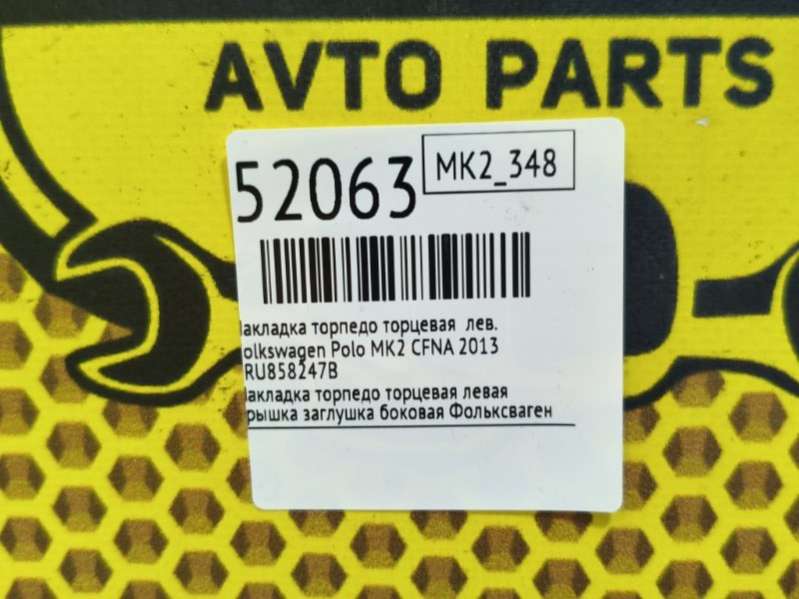 AVTO PARTS
52063
MK2_348
акладка торпедо торцевая лев.
olkswagen Polo MK2 CFNA 2013
RU858247B
акладка торпедо торцевая левая
рышка заглушка боковая Фольксваген